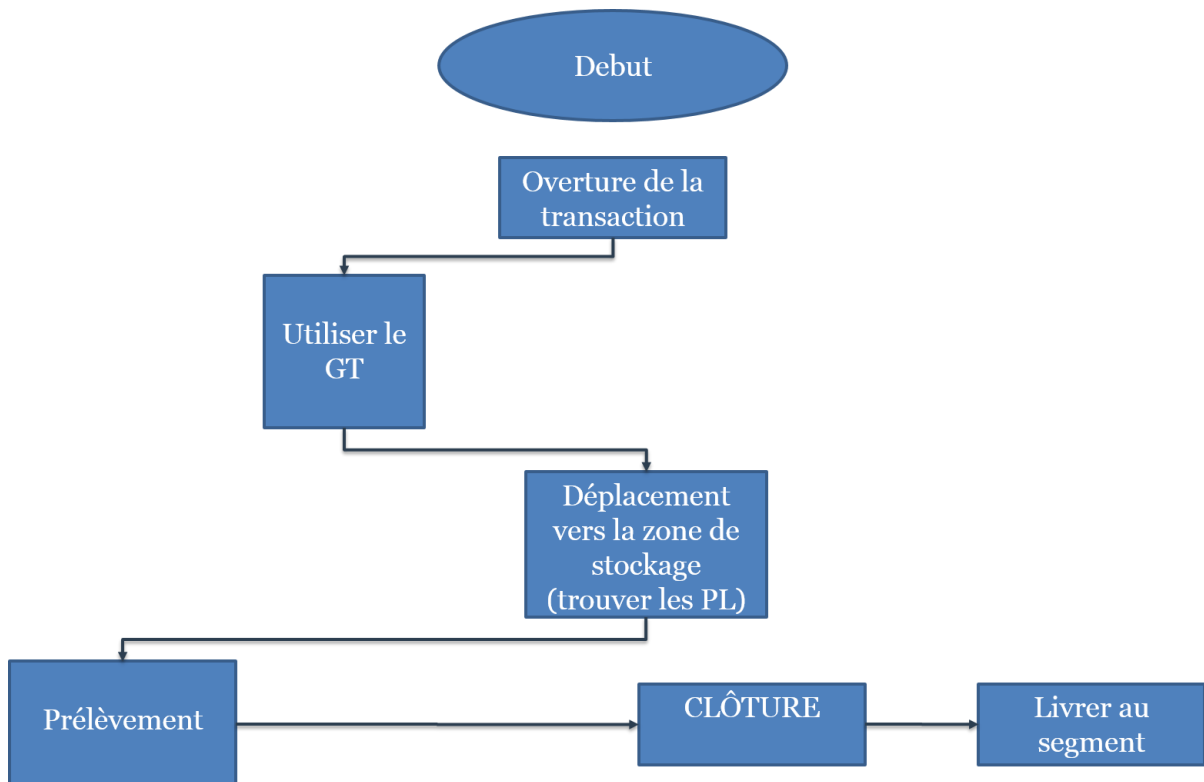 Debut
Overture de la
transaction
Utiliser le
GT
Déplacement
vers la zone de
stockage
(trouver les PL)
Prélèvement
CLÔTURE
Livrer au
segment